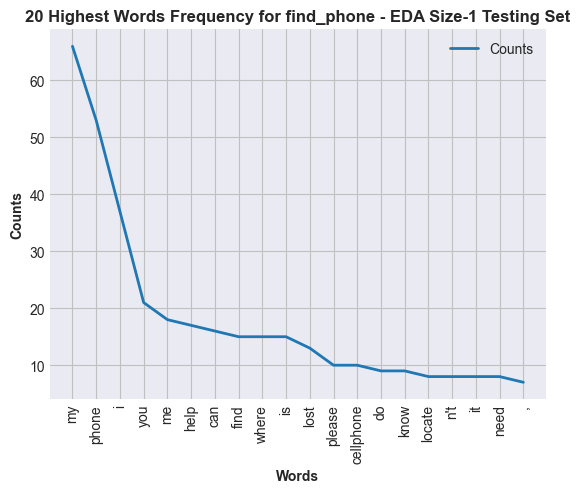 20 Highest Words Frequency for find_phone - EDA Size-1 Testing Set
Counts
Counts
60
50
40
30
20
10
my
phone
i
you
me
help
can
find
where
is
lost
please
cellphone
do
know
locate
n't
it
need
,
Words